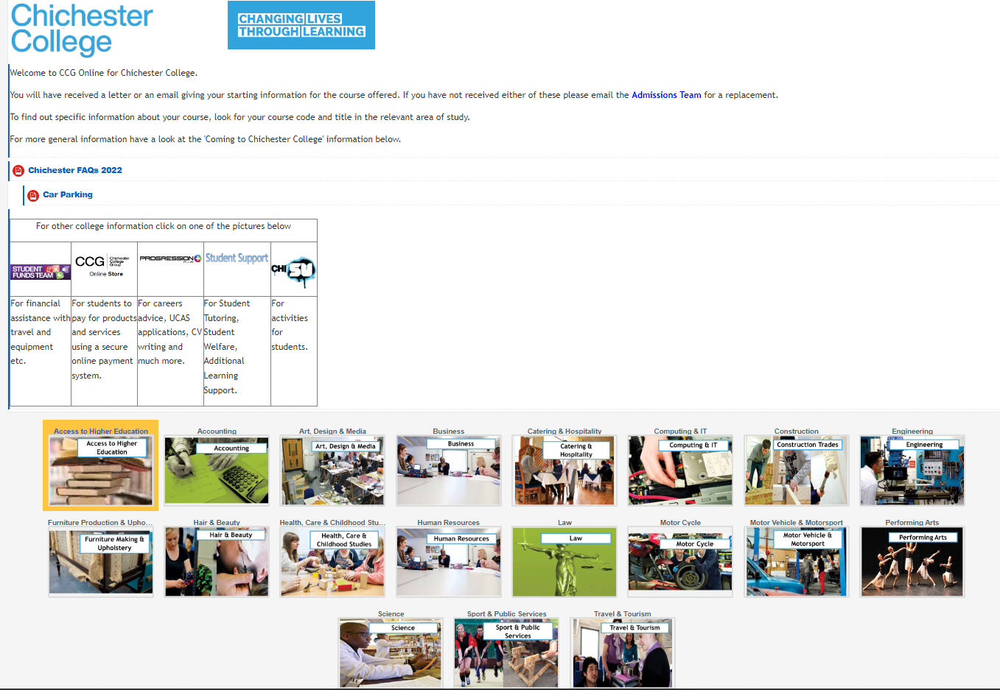 Chichester
College
CHANGING LIVES
THROUGH LEARNING
Welcome to CCG Online for Chichester College.
You will have received a letter or an email giving your starting information for the course offered. If you have not received either of these please email the Admissions Team for a replacement.
To find out specific information about your course, look for your course code and title in the relevant area of study.
For more general information have a look at the 'Coming to Chichester College' information below.
Chichester FAQs 2022
Car Parking
For other college information click on one of the pictures below
STUDENT
FUNDS TEAM
CCG Chichester
College
Group
Online Store
PROGRESSION
PLUS
Student Support
CHI SU
For financial
assistance with
travel and
equipment
etc.
For students to
pay for products
and services
using a secure
online payment
system.
For careers
advice, UCAS
applications, CV
writing and
much more.
For Student
Tutoring,
Student
Welfare,
Additional
Learning
Support.
For
activities
for
students.
Access to Higher Education
Access to Higher
Education
Accounting
Accounting
Art, Design & Media
Art, Design & Media
Business
Business
Catering & Hospitality
Catering &
Hospitality
Computing & IT
Computing & IT
Construction
Construction Trades
Engineering
Engineering
Furniture Production & Upho...
Furniture Making &
Upholstery
Hair & Beauty
Hair & Beauty
Health, Care & Childhood Stu...
Health, Care &
Childhood Studies
Human Resources
Human Resources
Law
Law
Motor Cycle
Motor Cycle
Motor Vehicle & Motorsport
Motor Vehicle &
Motorsport
Performing Arts
Performing Arts
Science
Science
Sport & Public Services
Sport & Public
Services
Travel & Tourism
Travel & Tourism